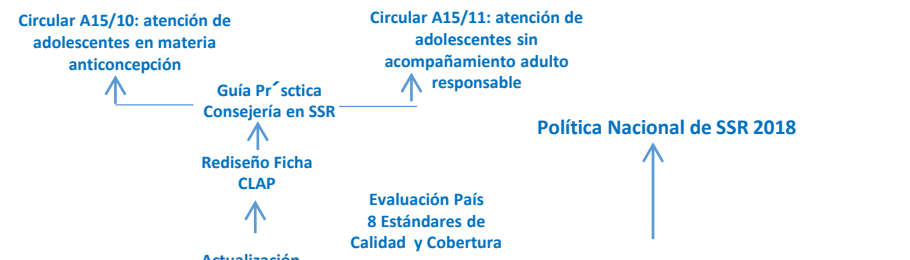 Circular A15/10: atención de
adolescentes en materia
anticoncepción
Circular A15/11: atención de
adolescentes sin
acompañamiento adulto
responsable
Guía Pr´sctica
Consejería en SSR
Política Nacional de SSR 2018
Rediseño Ficha
CLAP
Evaluación País
8 Estándares de
Calidad y Cobertura
Actualización